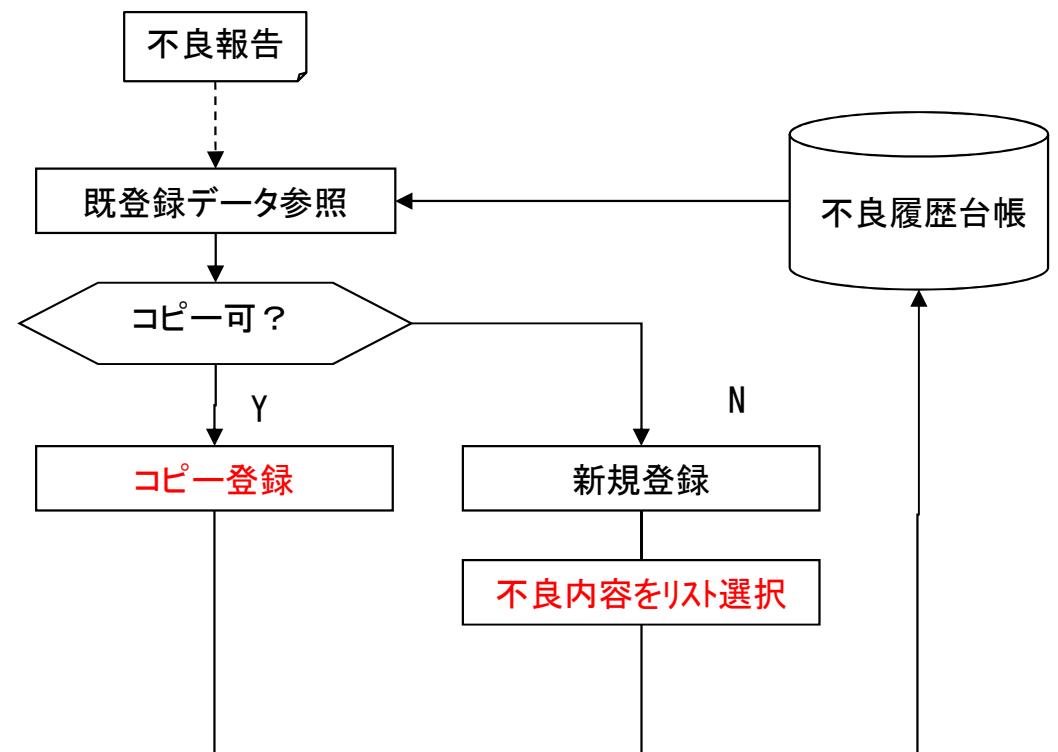 不良報告
既登録データ参照
不良履歴台帳
コピー可？
Y
N
コピー登録
新規登録
不良内容をリスト選択